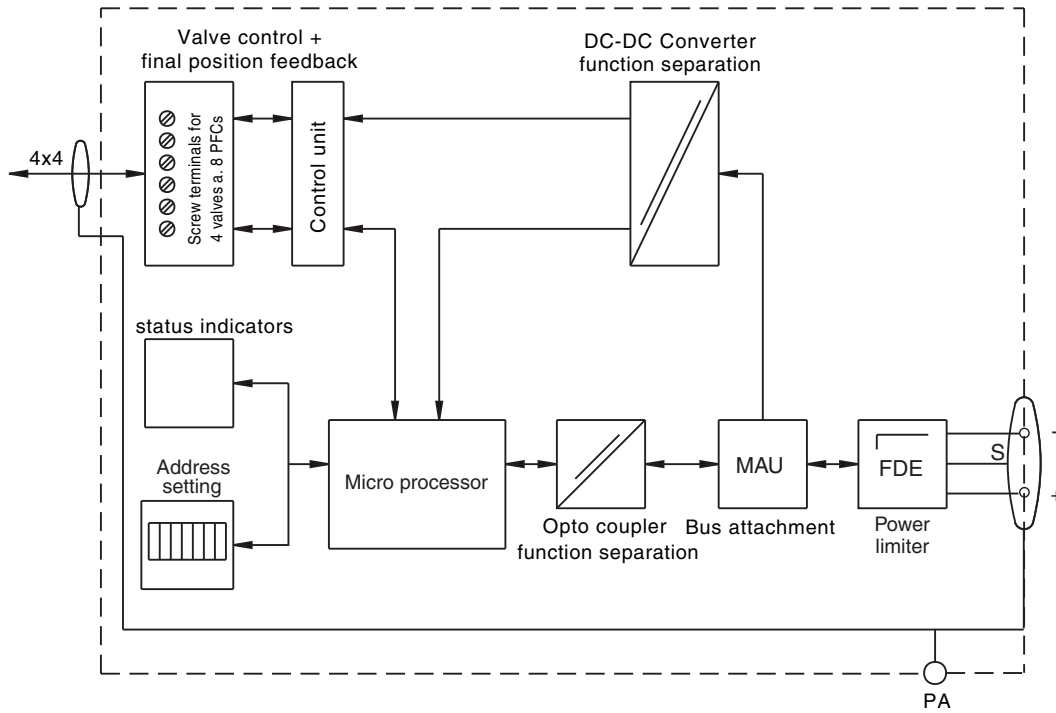 Valve control +
final position feedback
DC-DC Converter
function separation
4x4
Screw terminals for
4 valves a. 8 PFCs
Control unit
status indicators
Address
setting
Micro processor
Opto coupler
function separation
MAU
Bus attachment
FDE
Power
limiter
S
-
+
PA